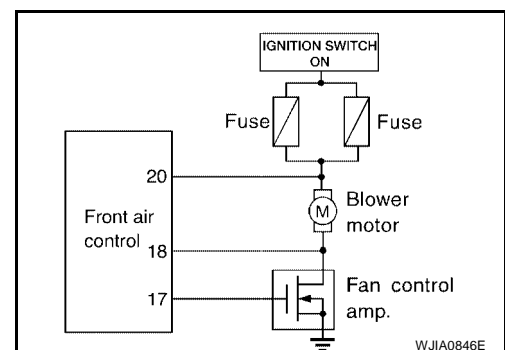 IGNITION SWITCH
ON
Fuse
Fuse
20
Blower
motor
M
Front air
control
18
Fan control
amp.
17
WJIA0846E